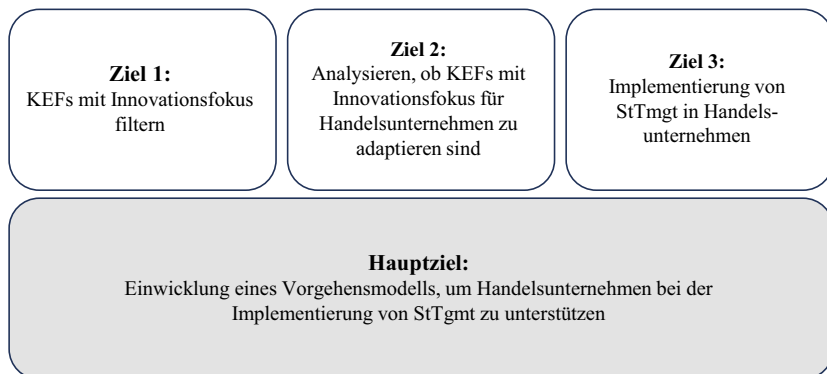 Ziel 1:
KEFs mit Innovationsfokus
filtern
Ziel 2:
Analysieren, ob KEFs mit
Innovationsfokus für
Handelsunternehmen zu
adaptieren sind
Ziel 3:
Implementierung von
StTmgt in Handels-
unternehmen
Hauptziel:
Einwicklung eines Vorgehensmodells, um Handelsunternehmen bei der
Implementierung von StTgmt zu unterstützen